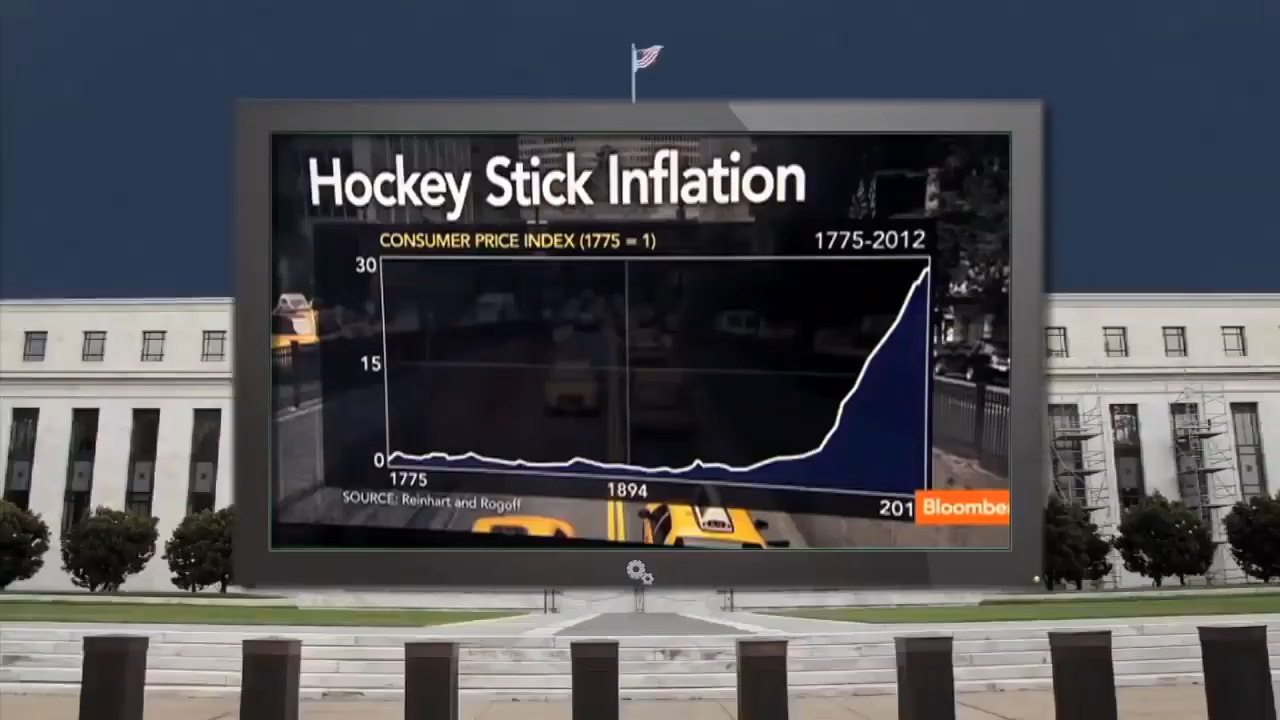 Hockey Stick Inflation
CONSUMER PRICE INDEX (1775 = 1)
1775-2012
30
15
0
1775
1894
201
SOURCE: Reinhart and Rogoff
Bloombe